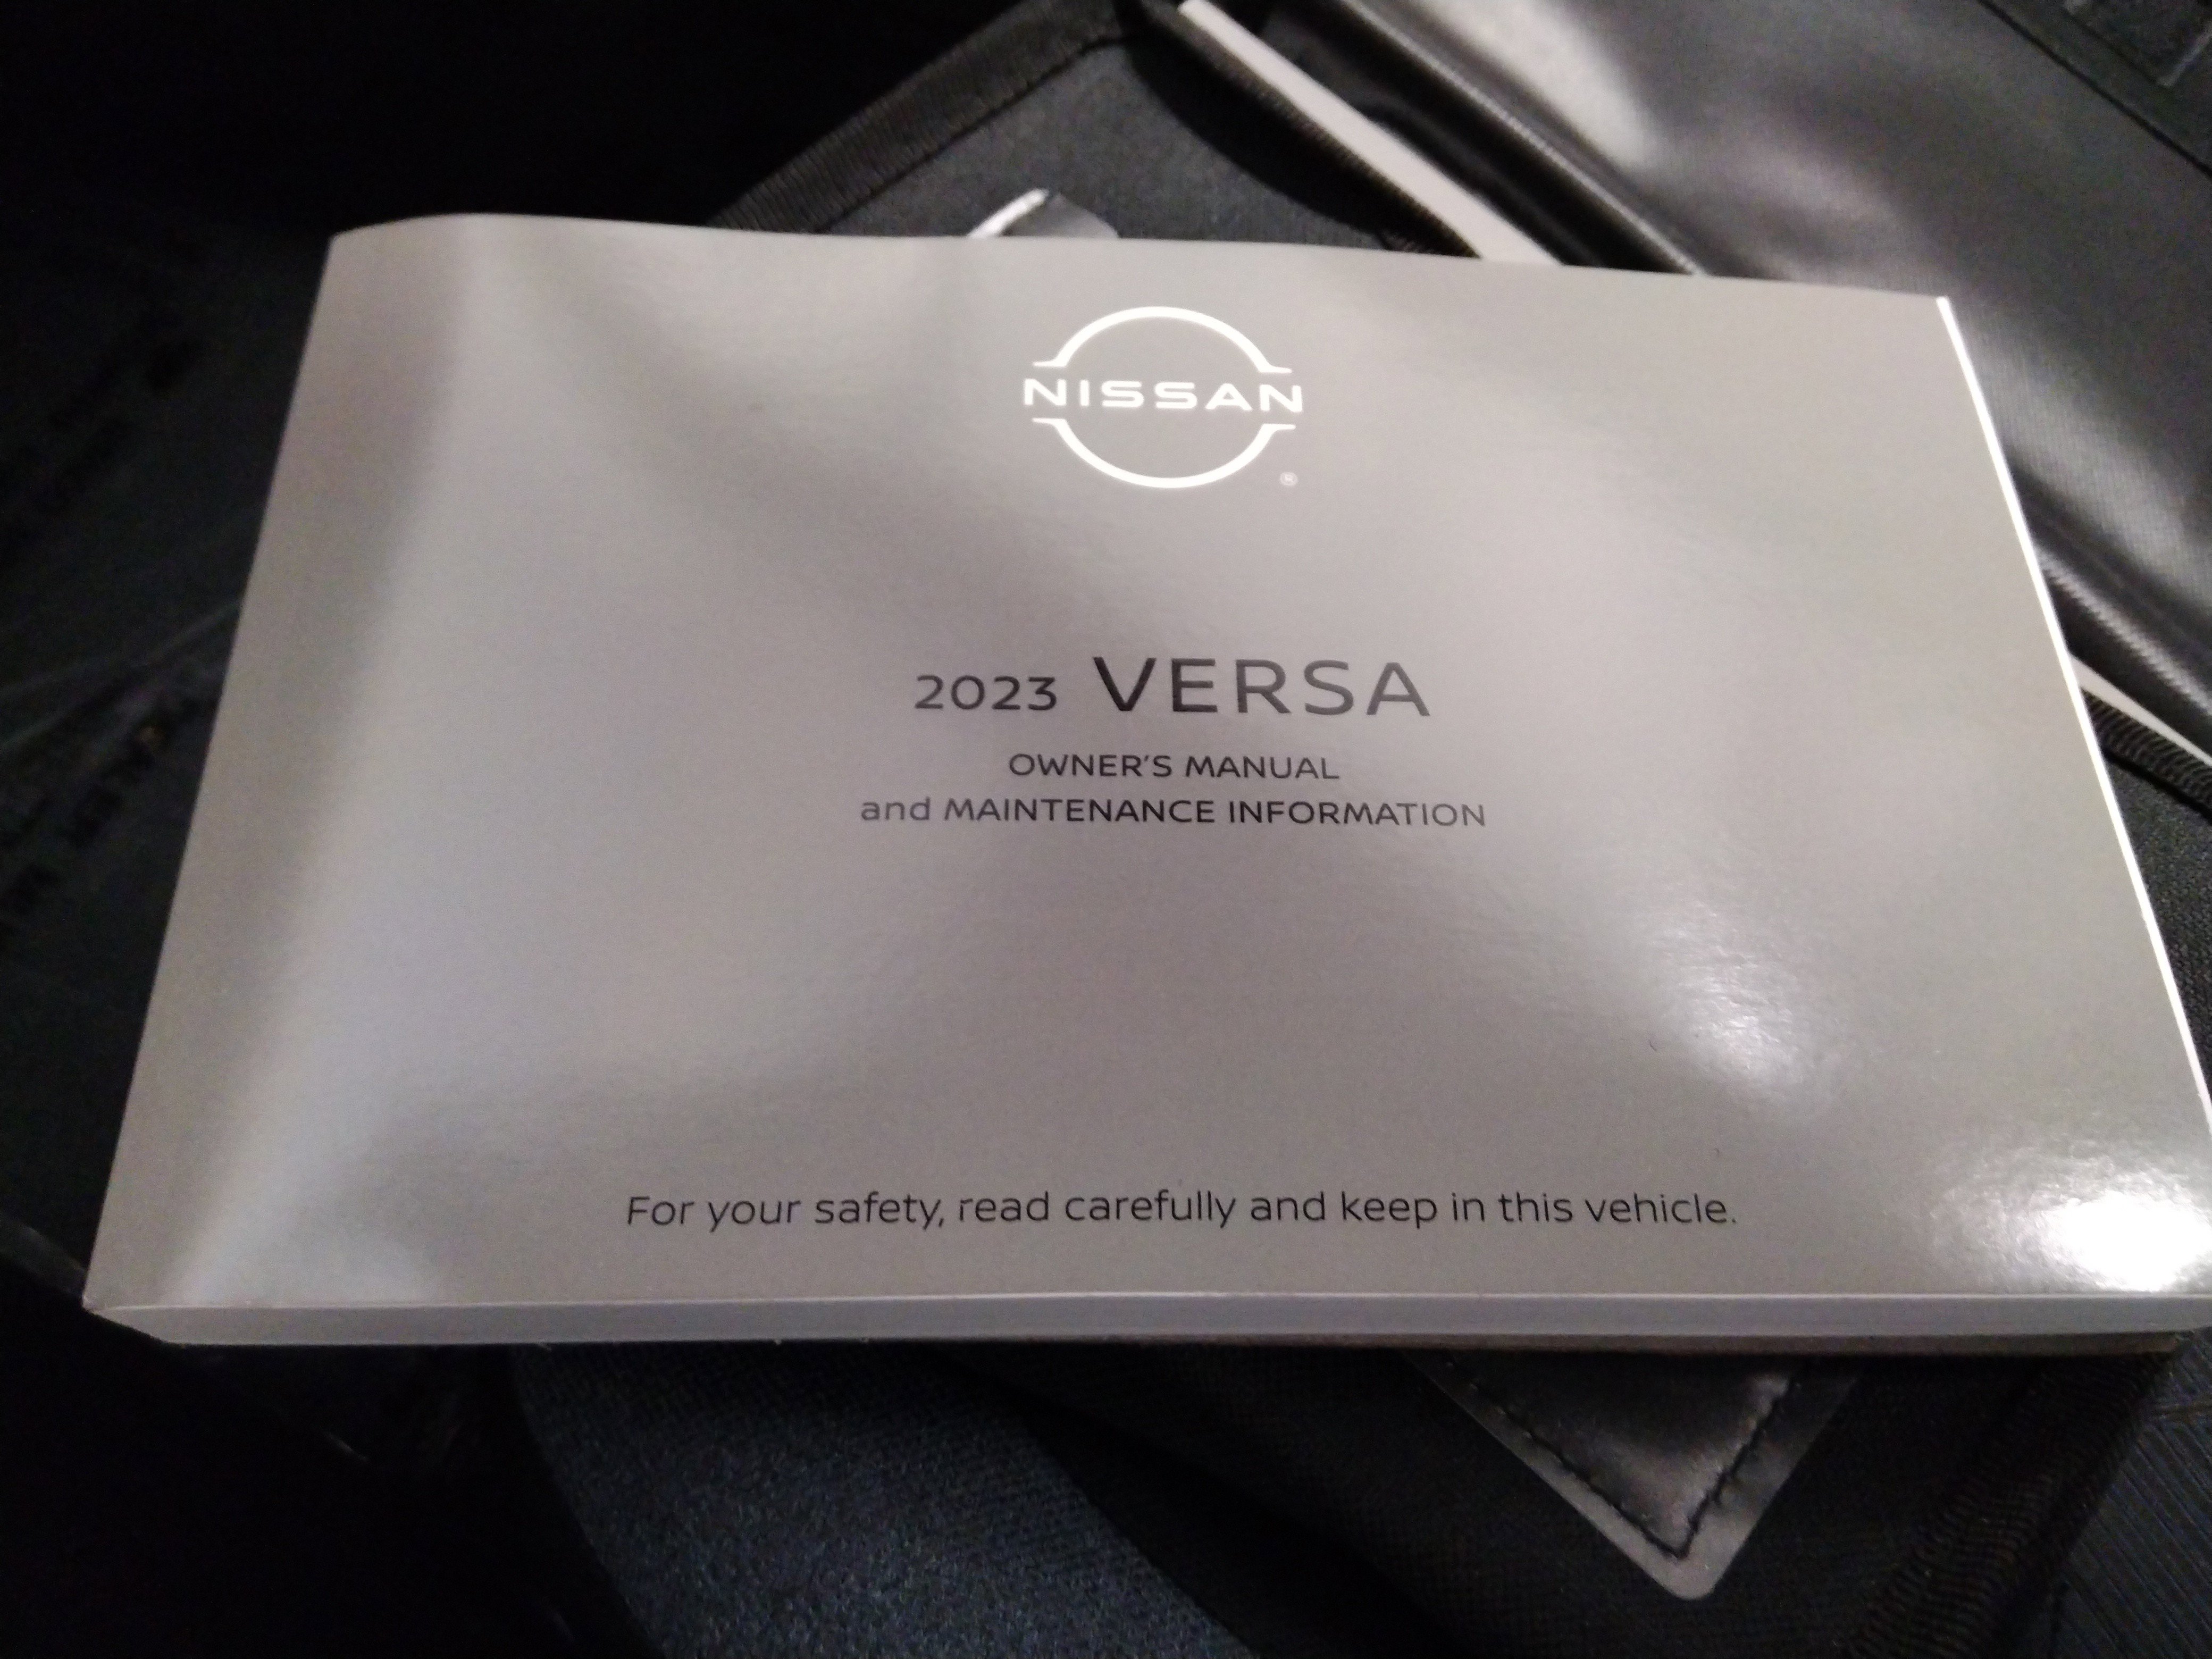 NISSAN
®
2023 VERSA
OWNER'S MANUAL
and MAINTENANCE INFORMATION
For your safety, read carefully and keep in this vehicle.